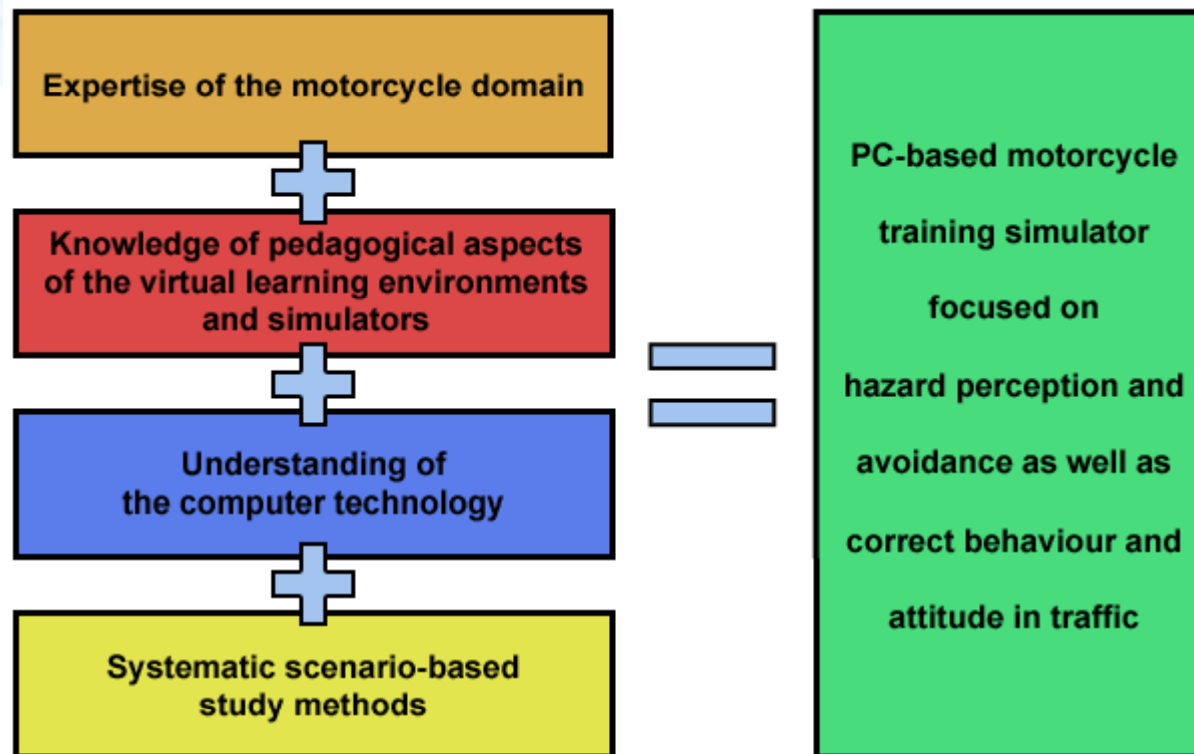 Expertise of the motorcycle domain
Knowledge of pedagogical aspects
of the virtual learning environments
and simulators
Understanding of
the computer technology
Systematic scenario-based
study methods
PC-based motorcycle
training simulator
focused on
hazard perception and
avoidance as well as
correct behaviour and
attitude in traffic